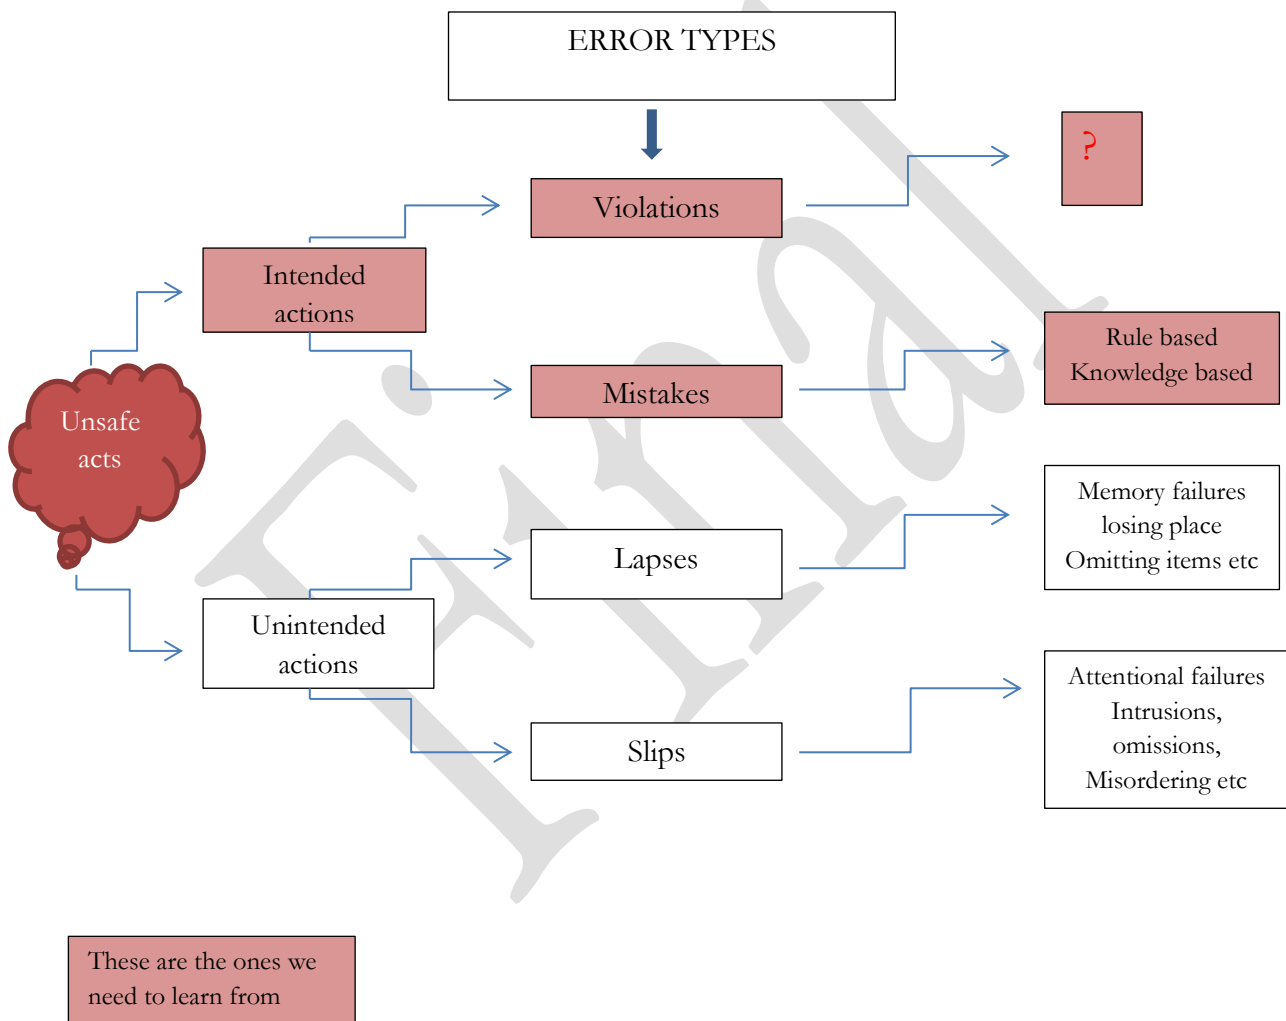 ERROR TYPES
?
Violations
Intended
actions
Rule based
Knowledge based
Mistakes
Unsafe
acts
Memory failures
losing place
Omitting items etc
Lapses
Unintended
actions
Attentional failures
Intrusions,
omissions,
Misordering etc
Slips
These are the ones we
need to learn from
Final